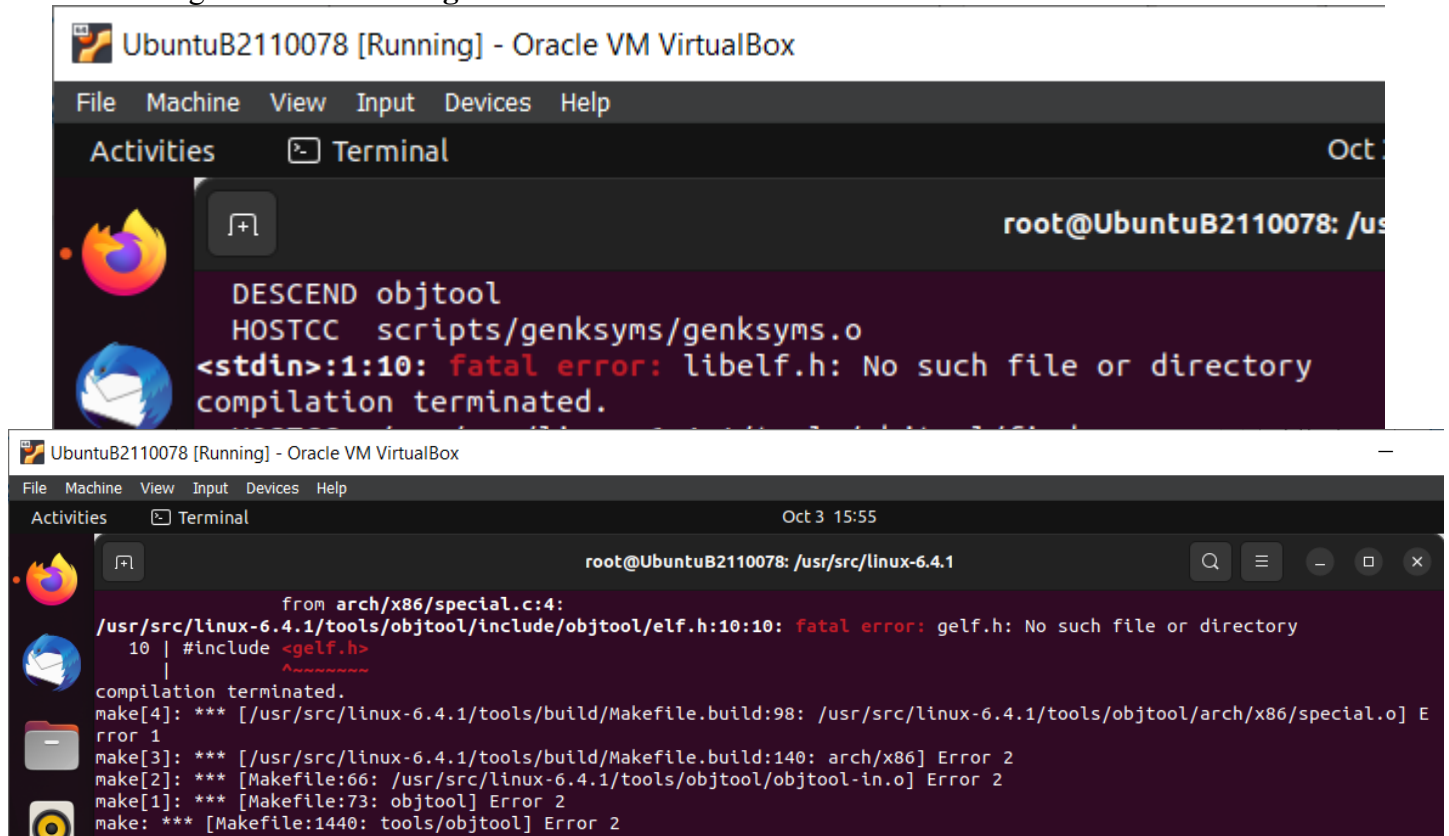 UbuntuB2110078 [Running] - Oracle VM VirtualBox
File Machine View Input Devices Help
Activities Terminal Oct
root@UbuntuB2110078: /us
DESCEND objtool
HOSTCC scripts/genksyms/genksyms.o
<stdin>:1:10: fatal error: libelf.h: No such file or directory
compilation terminated.
UbuntuB2110078 [Running] - Oracle VM VirtualBox
File Machine View Input Devices Help
Activities Terminal Oct 3 15:55
root@UbuntuB2110078: /usr/src/linux-6.4.1
from arch/x86/special.c:4:
/usr/src/linux-6.4.1/tools/objtool/include/objtool/elf.h:10:10: fatal error: gelf.h: No such file or directory
10 | #include <gelf.h>
| ^~~~~~~~
compilation terminated.
make[4]: *** [/usr/src/linux-6.4.1/tools/build/Makefile.build:98: /usr/src/linux-6.4.1/tools/objtool/arch/x86/special.o] E
rror 1
make[3]: *** [/usr/src/linux-6.4.1/tools/build/Makefile.build:140: arch/x86] Error 2
make[2]: *** [Makefile:66: /usr/src/linux-6.4.1/tools/objtool/objtool-in.o] Error 2
make[1]: *** [Makefile:73: objtool] Error 2
make: *** [Makefile:1440: tools/objtool] Error 2